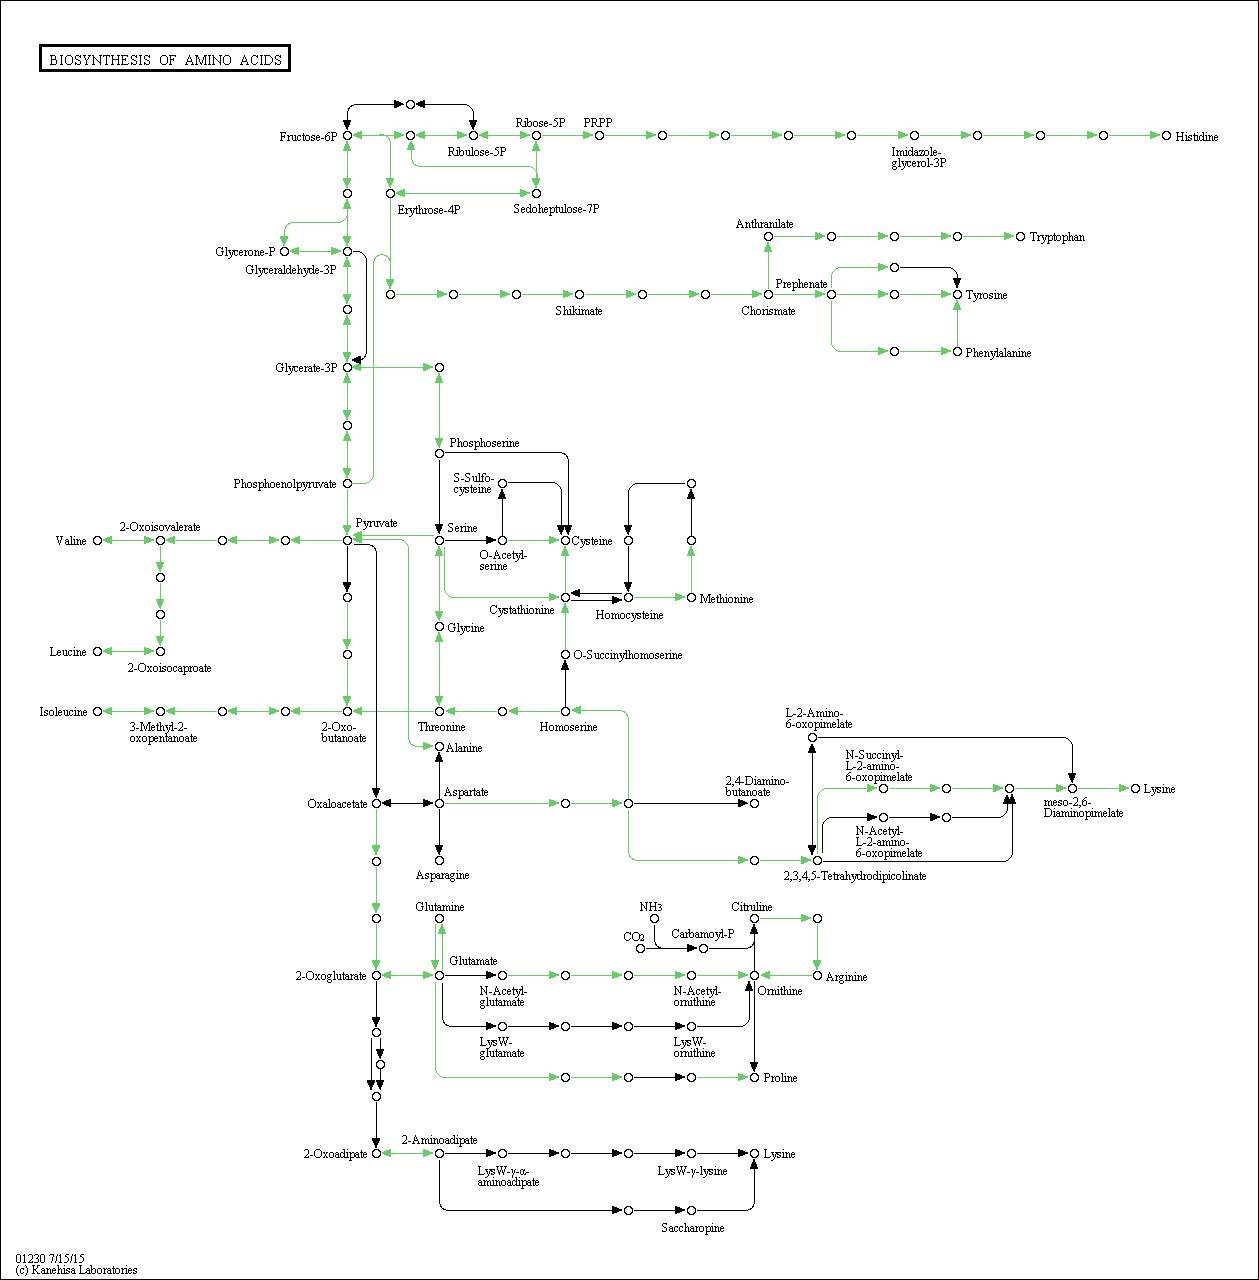 BIOSYNTHESIS OF AMINO ACIDS
Fructose-6P
Ribulose-5P
Ribose-5P
PRPP
Imidazole-
glycerol-3P
Histidine
Erythrose-4P
Sedoheptulose-7P
Glycerone-P
Glyceraldehyde-3P
Anthranilate
Tryptophan
Prephenate
Tyrosine
Shikimate
Chorismate
Phenylalanine
Glycerate-3P
Phosphoserine
Phosphoenolpyruvate
S-Sulfo-
cysteine
Pyruvate
Serine
Valine
2-Oxoisovalerate
O-Acetyl-
serine
Cysteine
Cystathionine
Homocysteine
Methionine
Glycine
Leucine
2-Oxoisocaproate
O-Succinylhomoserine
Isoleucine
3-Methyl-2-
oxopentanoate
2-Oxo-
butanoate
Threonine
Homoserine
Alanine
L-2-Amino-
6-oxopimelate
N-Succinyl-
L-2-amino-
6-oxopimelate
2,4-Diamino-
butanoate
Oxaloacetate
Aspartate
meso-2,6-
Diaminopimelate
Lysine
N-Acetyl-
L-2-amino-
6-oxopimelate
Asparagine
2,3,4,5-Tetrahydrodipicolinate
Glutamine
NH3
Citruline
CO2
Carbamoyl-P
2-Oxoglutarate
Glutamate
N-Acetyl-
glutamate
N-Acetyl-
ornithine
Ornithine
Arginine
LysW-
glutamate
LysW-
ornithine
Proline
2-Oxoadipate
2-Aminoadipate
LysW-γ-α-
aminoadipate
LysW-γ-lysine
Lysine
Saccharopine
01230 7/15/15
(c) Kanehisa Laboratories